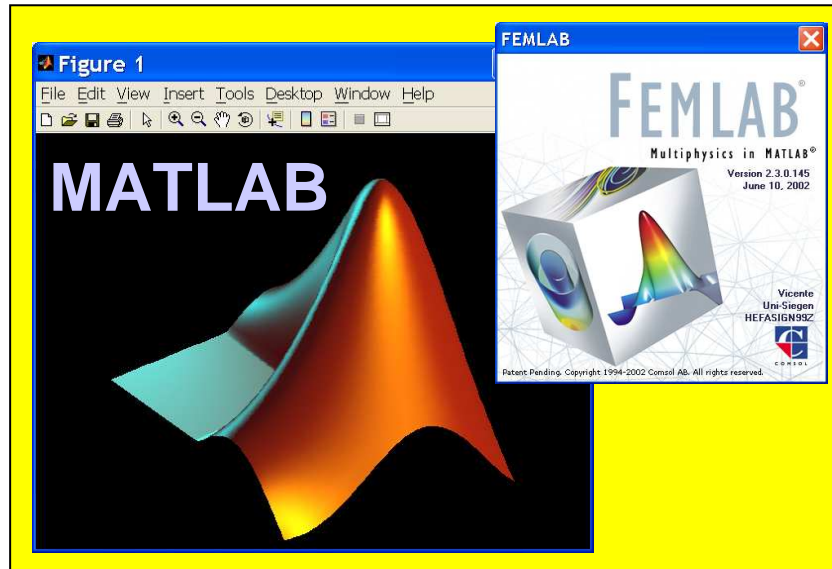 Figure 1
File Edit View Insert Tools Desktop Window Help
MATLAB
FEMLAB
FEMLAB®
Multiphysics in MATLAB®
Version 2.3.0.145
June 10, 2002
Vicente
Uni-Siegen
HEFASIGN99Z
COMSOL
Patent Pending. Copyright 1994-2002 Comsol AB. All rights reserved.